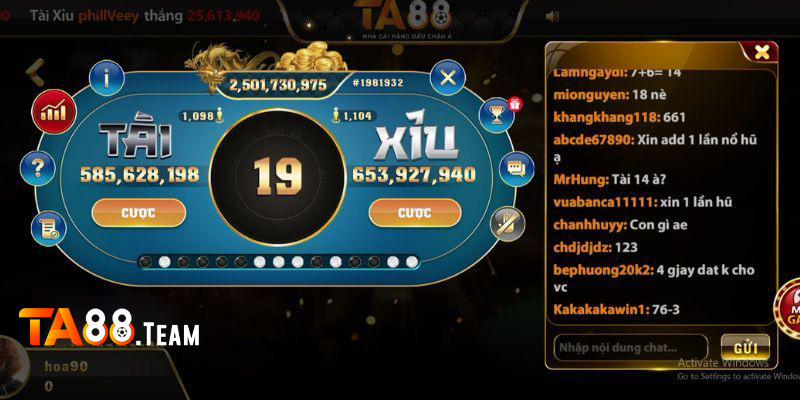 Tài Xỉu phillVeey thắng 25,613,940
TA88
NHÀ CÁI HÀNG ĐẦU CHÂU Á
2,501,730,975
#1981932
1,098
1,104
TÀI
XỈU
585,628,198
19
653,927,940
CƯỢC
CƯỢC
Lamngaydi: 7+6= 14
mionguyen: 18 nè
khangkhang118: 661
abcde67890: Xin add 1 lần nổ hũ
ạ
MrHung: Tài 14 à?
vuabanca11111: xin 1 lần hũ
chanhhuyy: Con gì ae
chdjdjdz: 123
bephuong20k2: 4 gjay dat k cho
vc
Kakakakawin1: 76-3
Nhập nội dung chat...
GỬI
Activate Windows
Go to Settings to activate Windows
TA88.TEAM
hoa90
0